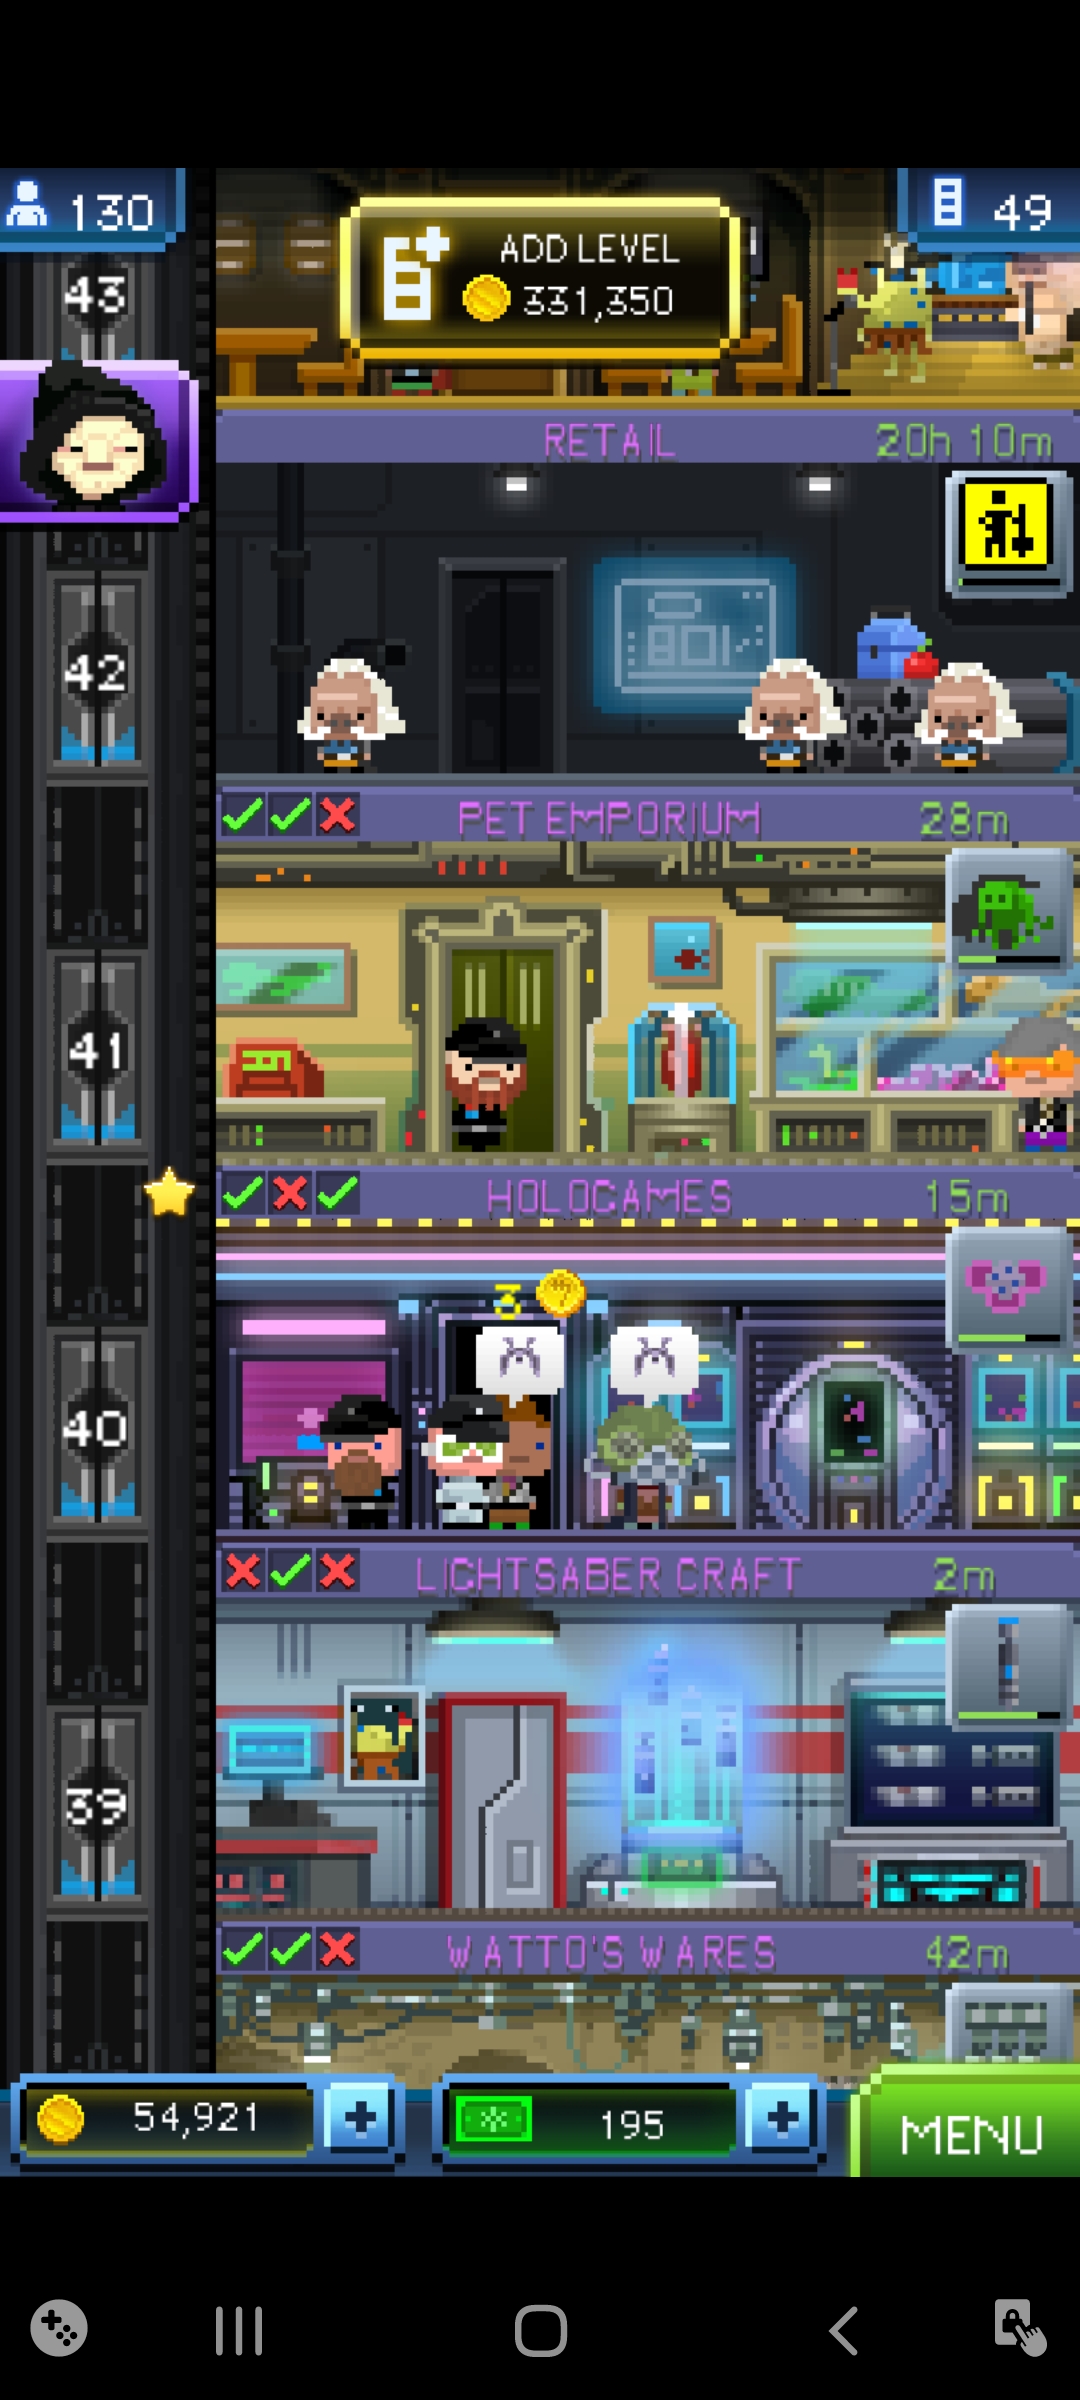 130
ADD LEVEL
331,350
49
43
RETAIL 20h 10m
42
PET EMPORIUM 28m
41
HOLOGAMES 15m
3
40
LIGHTSABER CRAFT 2m
39
WATTO'S WARES 42m
54,921
195
MENU